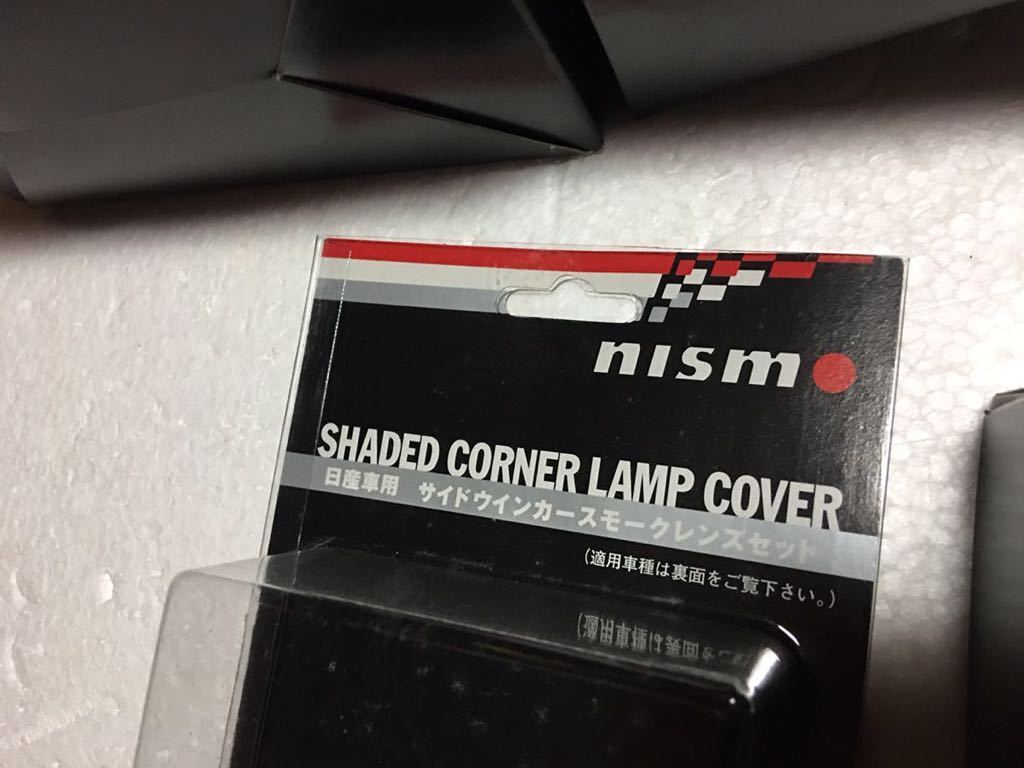 nismo
SHADED CORNER LAMP COVER
日産車用 サイドウインカースモークレンズセット
(適用車種は裏面をご覧下さい。)